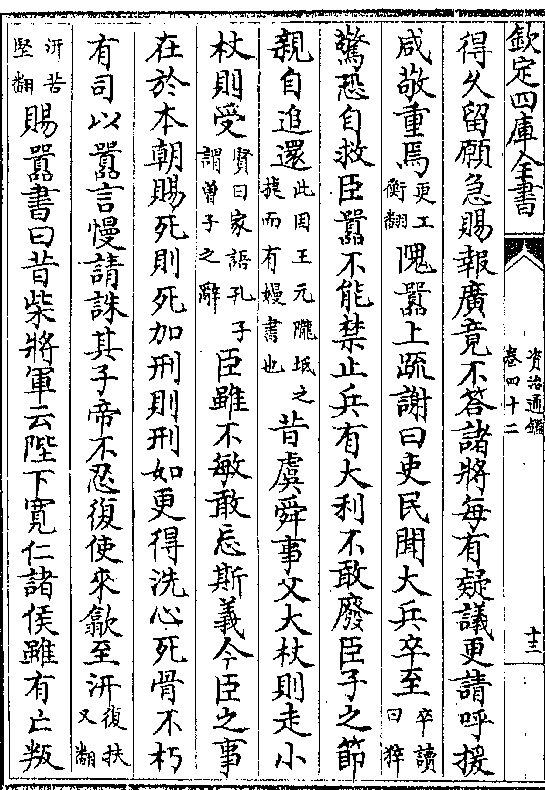 欽定四庫全書
資治通鑑
卷四十二
十三
得久留願急賜報廣竟不答諸將每有疑議更請呼援
咸敬重焉更工衡翻隗囂上疏謝曰吏民聞大兵卒至卒讀曰猝
驚恐自救臣囂不能禁止兵有大利不敢廢臣子之節
親自追還此因王元隴坻之捷而有嫚書也昔虞舜事父大杖則走小
杖則受賢曰家語孔子謂曾子之辭臣雖不敏敢忘斯義今臣之事
在於本朝賜死則死加刑則刑如更得洗心死骨不朽
有司以囂言慢請誅其子帝不忍復使來歙至汧復扶又翻
汧苦堅翻賜囂書曰昔柴將軍云陛下寬仁諸侯雖有亡叛